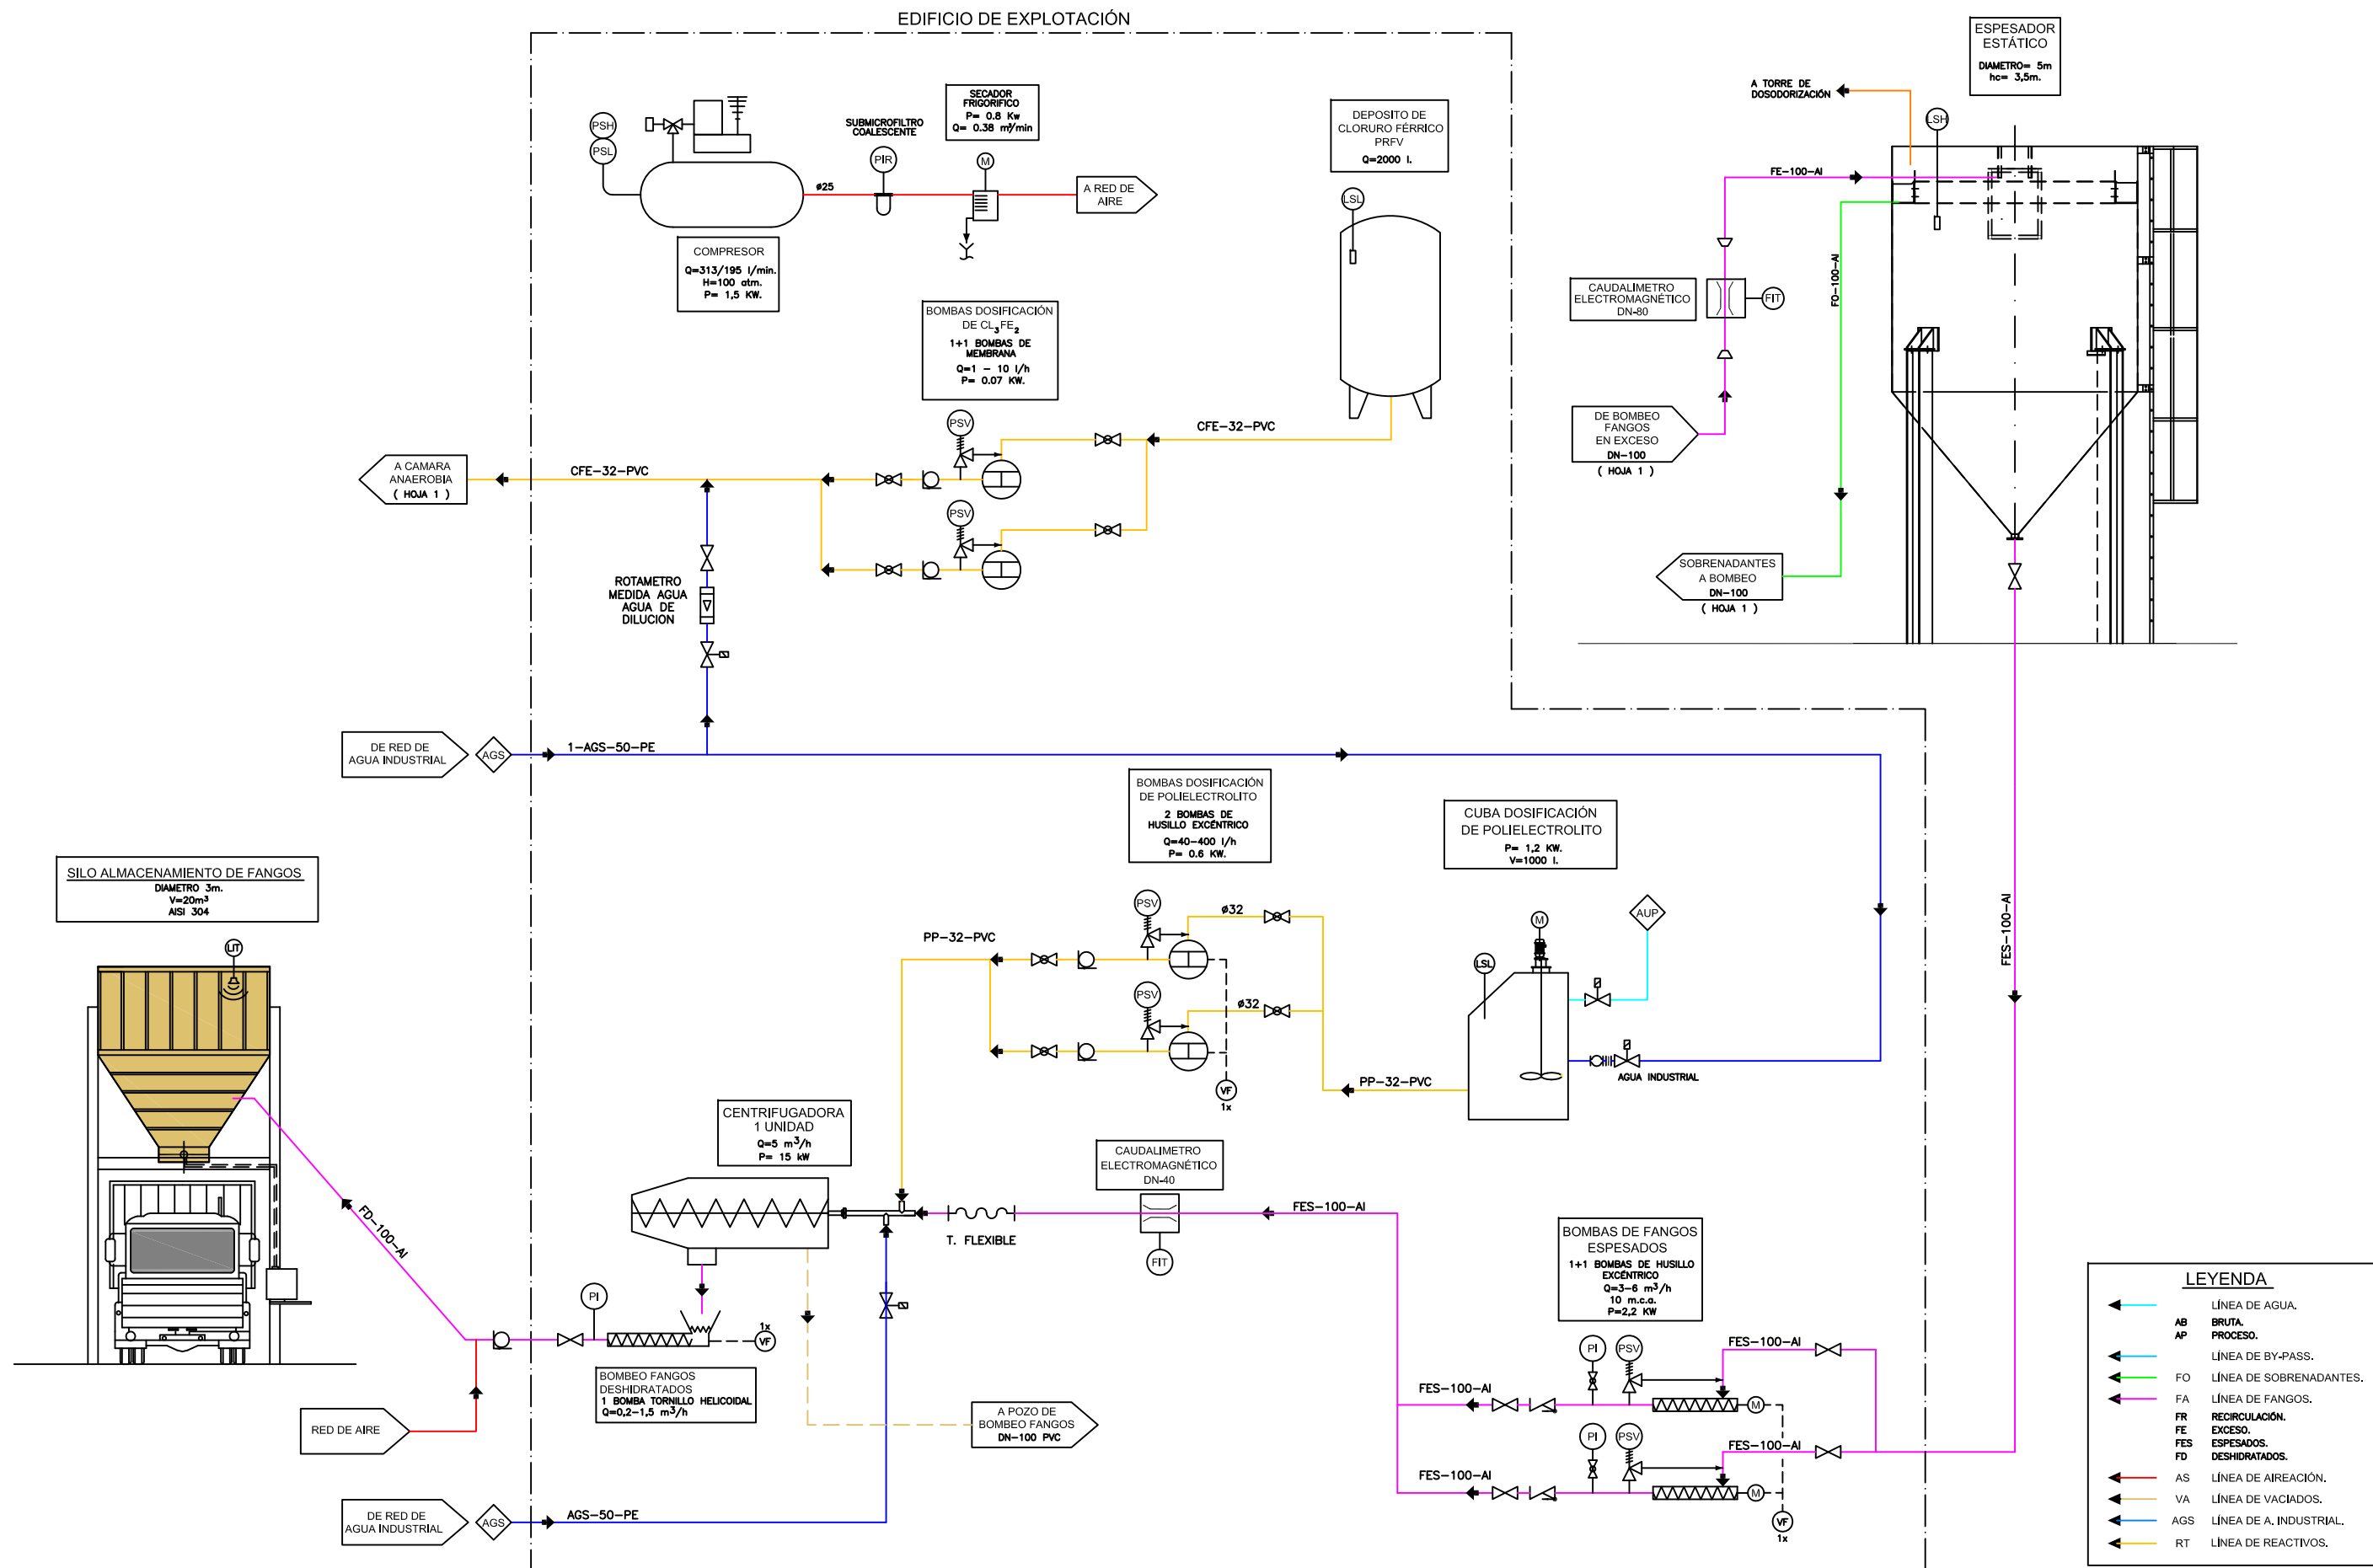 EDIFICIO DE EXPLOTACIÓN
ESPESADOR
ESTÁTICO
DIAMETRO= 5m
hc= 3,5m.
A TORRE DE
DOSODORIZACIÓN
LSH
PSH
PSL
SUBMICROFILTRO
COALESCENTE
PIR
SECADOR
FRIGORIFICO
P= 0.8 Kw
Q= 0.38 m³/min
M
ø25
A RED DE
AIRE
COMPRESOR
Q=313/195 l/min.
H=100 atm.
P= 1,5 KW.
DEPOSITO DE
CLORURO FÉRRICO
PRFV
Q=2000 l.
LSL
FE-100-AI
FO-100-AI
CAUDALIMETRO
ELECTROMAGNÉTICO
DN-80
FIT
DE BOMBEO
FANGOS
EN EXCESO
DN-100
( HOJA 1 )
SOBRENADANTES
A BOMBEO
DN-100
( HOJA 1 )
BOMBAS DOSIFICACIÓN
DE CL₃FE₂
1+1 BOMBAS DE
MEMBRANA
Q=1 - 10 l/h
P= 0.07 KW.
PSV
PSV
CFE-32-PVC
CFE-32-PVC
A CAMARA
ANAEROBIA
( HOJA 1 )
ROTAMETRO
MEDIDA AGUA
AGUA DE
DILUCION
DE RED DE
AGUA INDUSTRIAL
AGS
1-AGS-50-PE
BOMBAS DOSIFICACIÓN
DE POLIELECTROLITO
2 BOMBAS DE
HUSILLO EXCÉNTRICO
Q=40-400 l/h
P= 0.6 KW.
CUBA DOSIFICACIÓN
DE POLIELECTROLITO
P= 1,2 KW.
V=1000 l.
SILO ALMACENAMIENTO DE FANGOS
DIAMETRO 3m.
V=20m³
AISI 304
LIT
PSV
ø32
PSV
ø32
PP-32-PVC
PP-32-PVC
VF
1x
M
LSL
AUP
AGUA INDUSTRIAL
FES-100-AI
CENTRIFUGADORA
1 UNIDAD
Q=5 m³/h
P= 15 kW
CAUDALIMETRO
ELECTROMAGNÉTICO
DN-40
FIT
T. FLEXIBLE
FES-100-AI
FD-100-AI
PI
1x
VF
BOMBEO FANGOS
DESHIDRATADOS
1 BOMBA TORNILLO HELICOIDAL
Q=0,2-1,5 m³/h
RED DE AIRE
A POZO DE
BOMBEO FANGOS
DN-100 PVC
DE RED DE
AGUA INDUSTRIAL
AGS
AGS-50-PE
BOMBAS DE FANGOS
ESPESADOS
1+1 BOMBAS DE HUSILLO
EXCÉNTRICO
Q=3-6 m³/h
10 m.c.a.
P=2,2 KW
PI
PSV
FES-100-AI
FES-100-AI
M
PI
PSV
FES-100-AI
FES-100-AI
M
VF
1x
LEYENDA
LÍNEA DE AGUA.
AB BRUTA.
AP PROCESO.
LÍNEA DE BY-PASS.
FO LÍNEA DE SOBRENADANTES.
FA LÍNEA DE FANGOS.
FR RECIRCULACIÓN.
FE EXCESO.
FES ESPESADOS.
FD DESHIDRATADOS.
AS LÍNEA DE AIREACIÓN.
VA LÍNEA DE VACIADOS.
AGS LÍNEA DE A. INDUSTRIAL.
RT LÍNEA DE REACTIVOS.